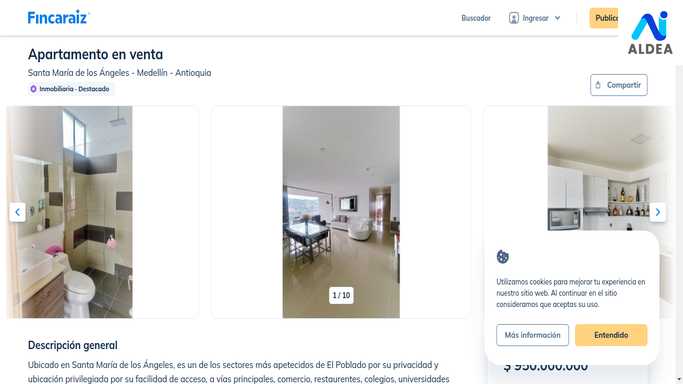 Fincaraiz
Buscador
Ingresar
Public
ALDEA
Apartamento en venta
Santa María de los Ángeles - Medellín - Antioquia
Inmobiliaria · Destacado
Compartir
1 / 10
Utilizamos cookies para mejorar tu experiencia en
nuestro sitio web. Al continuar en el sitio
consideramos que aceptas su uso.
Más información
Entendido
$ 950.000.000
Descripción general
Ubicado en Santa María de los Ángeles, es un de los sectores más apetecidos de El Poblado por su privacidad y
ubicación privilegiada por su facilidad de acceso, a vías principales, comercio, restaurantes, colegios, universidades